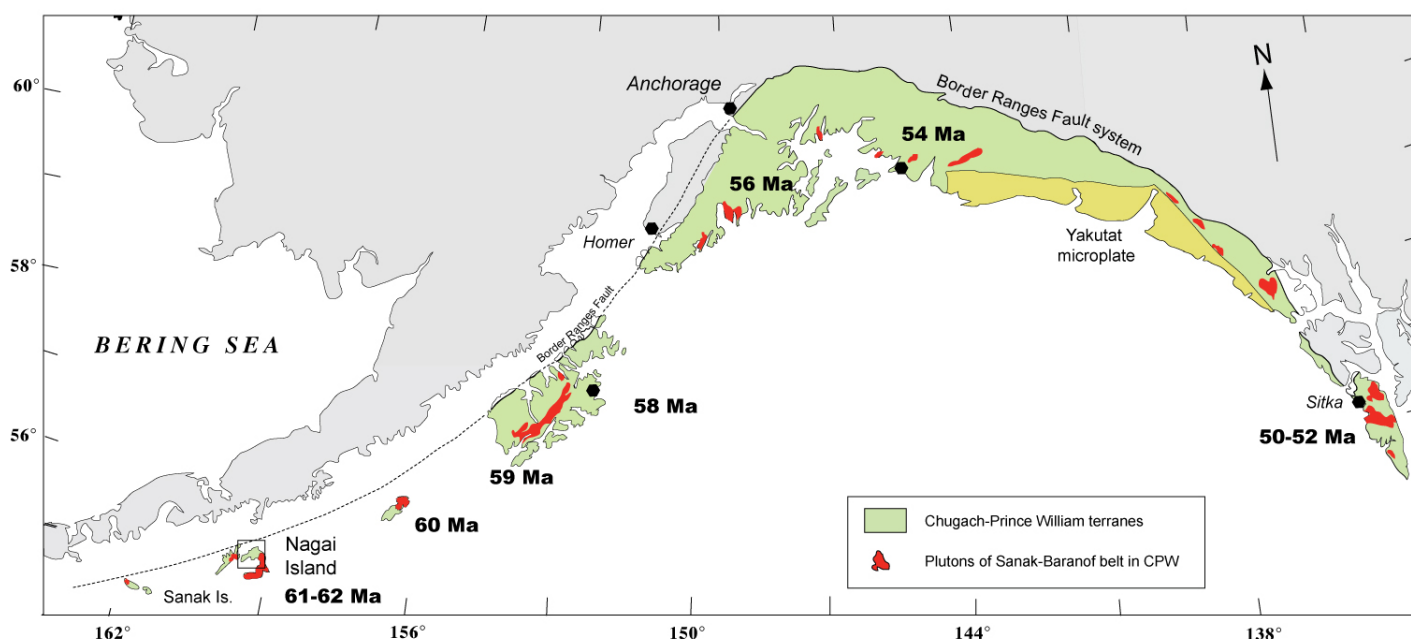 60°
58°
56°
Anchorage
Border Ranges Fault system
N
54 Ma
56 Ma
Homer
Yakutat
microplate
Border Ranges Fault
BERING SEA
58 Ma
Sitka
50-52 Ma
59 Ma
60 Ma
Nagai
Island
61-62 Ma
Sanak Is.
Chugach-Prince William terranes
Plutons of Sanak-Baranof belt in CPW
162°
156°
150°
144°
138°